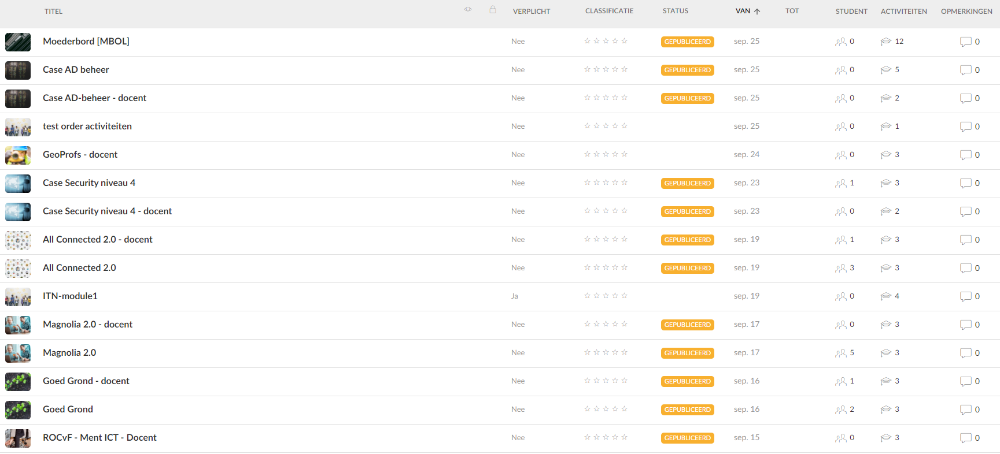 TITEL VERPLICHT CLASSIFICATIE STATUS VAN TOT STUDENT ACTIVITEITEN OPMERKINGEN
Moederbord [MBOL] Nee GEPUBLICEERD sep. 25 0 12 0
Case AD beheer Nee GEPUBLICEERD sep. 25 0 5 0
Case AD-beheer - docent Nee GEPUBLICEERD sep. 25 0 2 0
test order activiteiten Nee sep. 25 0 1 0
GeoProfs - docent Nee sep. 24 0 3 0
Case Security niveau 4 Nee GEPUBLICEERD sep. 23 1 3 0
Case Security niveau 4 - docent Nee GEPUBLICEERD sep. 23 0 2 0
All Connected 2.0 - docent Nee GEPUBLICEERD sep. 19 1 3 0
All Connected 2.0 Nee GEPUBLICEERD sep. 19 3 3 0
ITN-module1 Ja sep. 19 0 4 0
Magnolia 2.0 - docent Nee GEPUBLICEERD sep. 17 0 3 0
Magnolia 2.0 Nee GEPUBLICEERD sep. 17 5 3 0
Goed Grond - docent Nee GEPUBLICEERD sep. 16 1 3 0
Goed Grond Nee GEPUBLICEERD sep. 16 2 3 0
ROCvF - Ment ICT - Docent Nee GEPUBLICEERD sep. 15 0 3 0